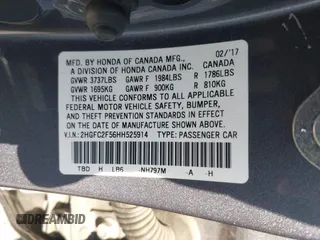 MFD. BY HONDA OF CANADA MFG., 02/'17
A DIVISION OF HONDA CANADA INC. CANADA
GVWR 3737LBS GAWR F 1984LBS R 1786LBS
GVWR 1695KG GAWR F 900KG R 810KG
THIS VEHICLE CONFORMS TO ALL APPLICABLE
FEDERAL MOTOR VEHICLE SAFETY, BUMPER,
AND THEFT PREVENTION STANDARDS IN EFFECT
ON THE DATE OF MANUFACTURE SHOWN ABOVE.
V.I.N.: 2HGFC2F56HH525914 TYPE: PASSENGER CAR
TBD H LB6 NH797M -A -H